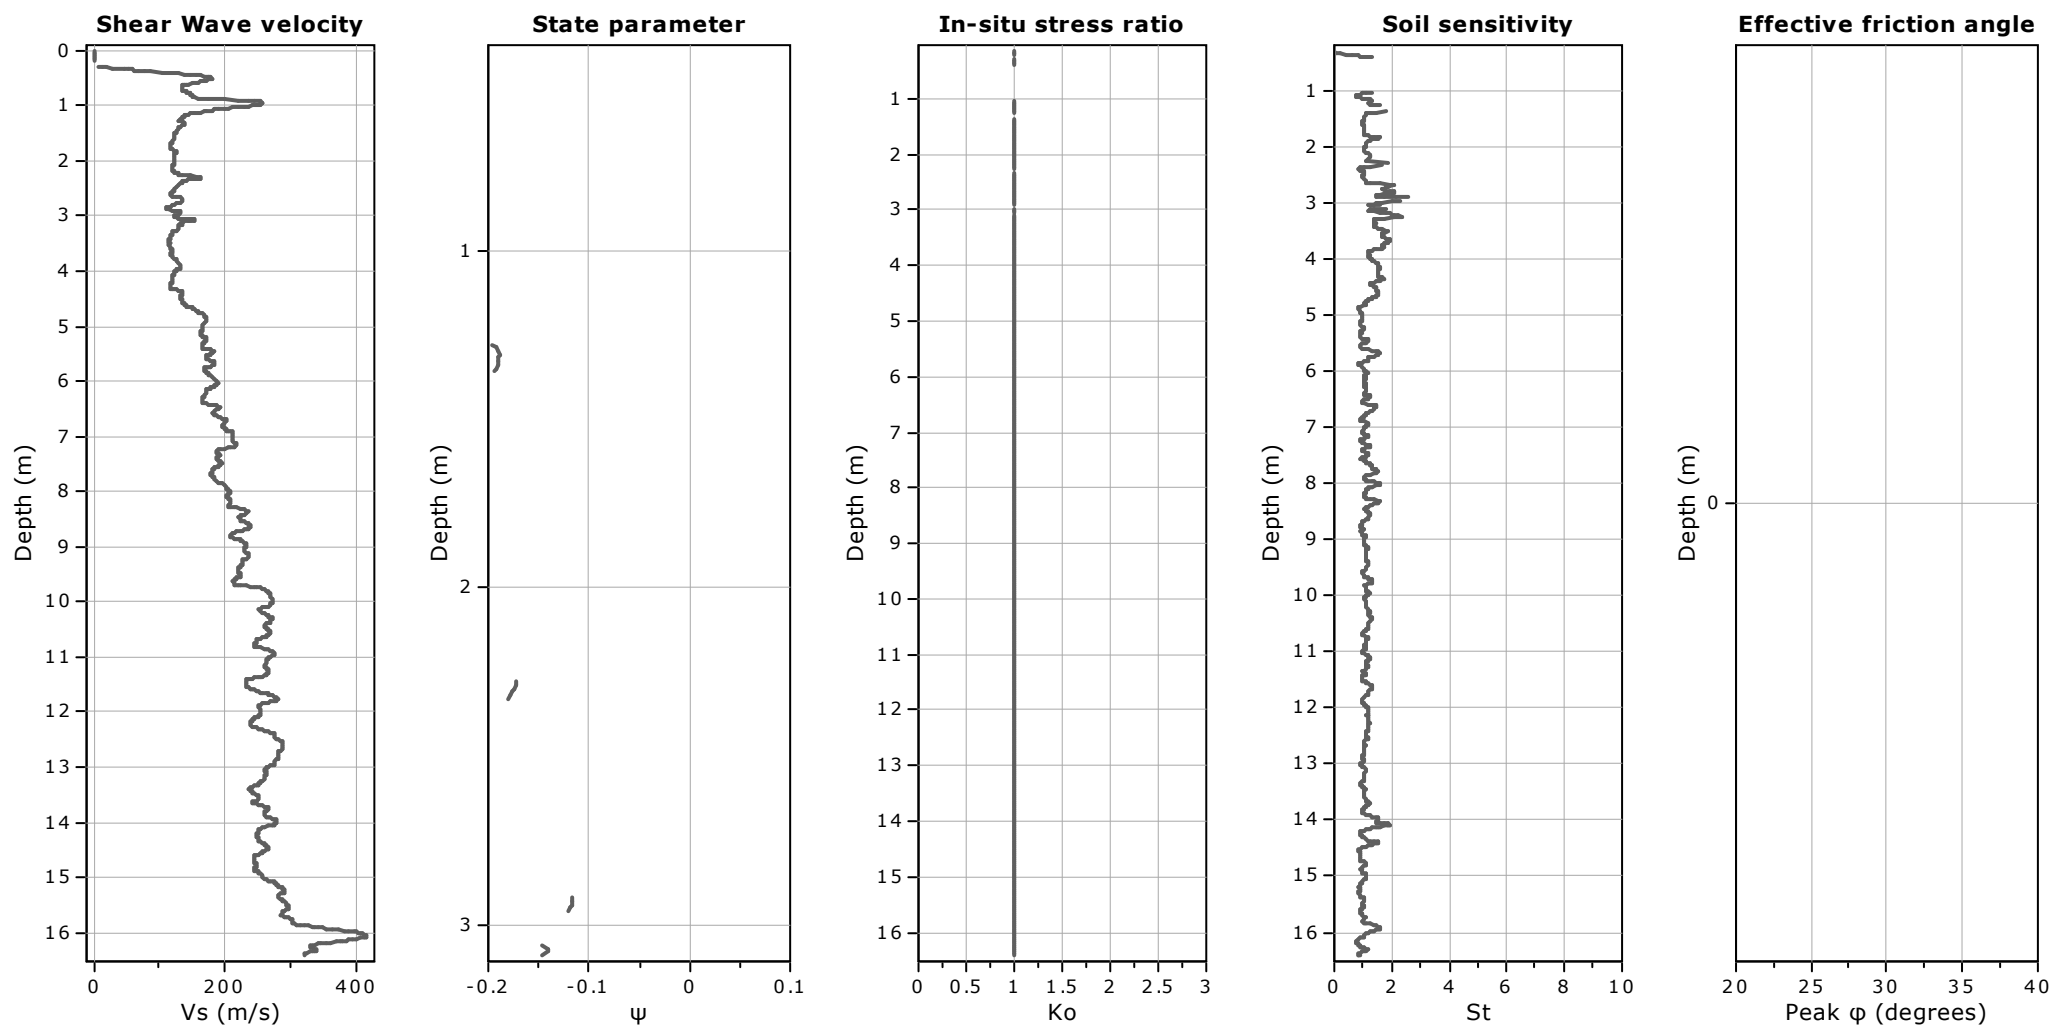 Shear Wave velocity
0
1
2
3
4
5
6
7
8
9
10
11
12
13
14
15
16
Depth (m)
0 200 400
Vs (m/s)
State parameter
1
2
3
Depth (m)
-0.2 -0.1 0 0.1
ψ
In-situ stress ratio
1
2
3
4
5
6
7
8
9
10
11
12
13
14
15
16
Depth (m)
0 0.5 1 1.5 2 2.5 3
Ko
Soil sensitivity
1
2
3
4
5
6
7
8
9
10
11
12
13
14
15
16
Depth (m)
0 2 4 6 8 10
St
Effective friction angle
0
Depth (m)
20 25 30 35 40
Peak φ (degrees)